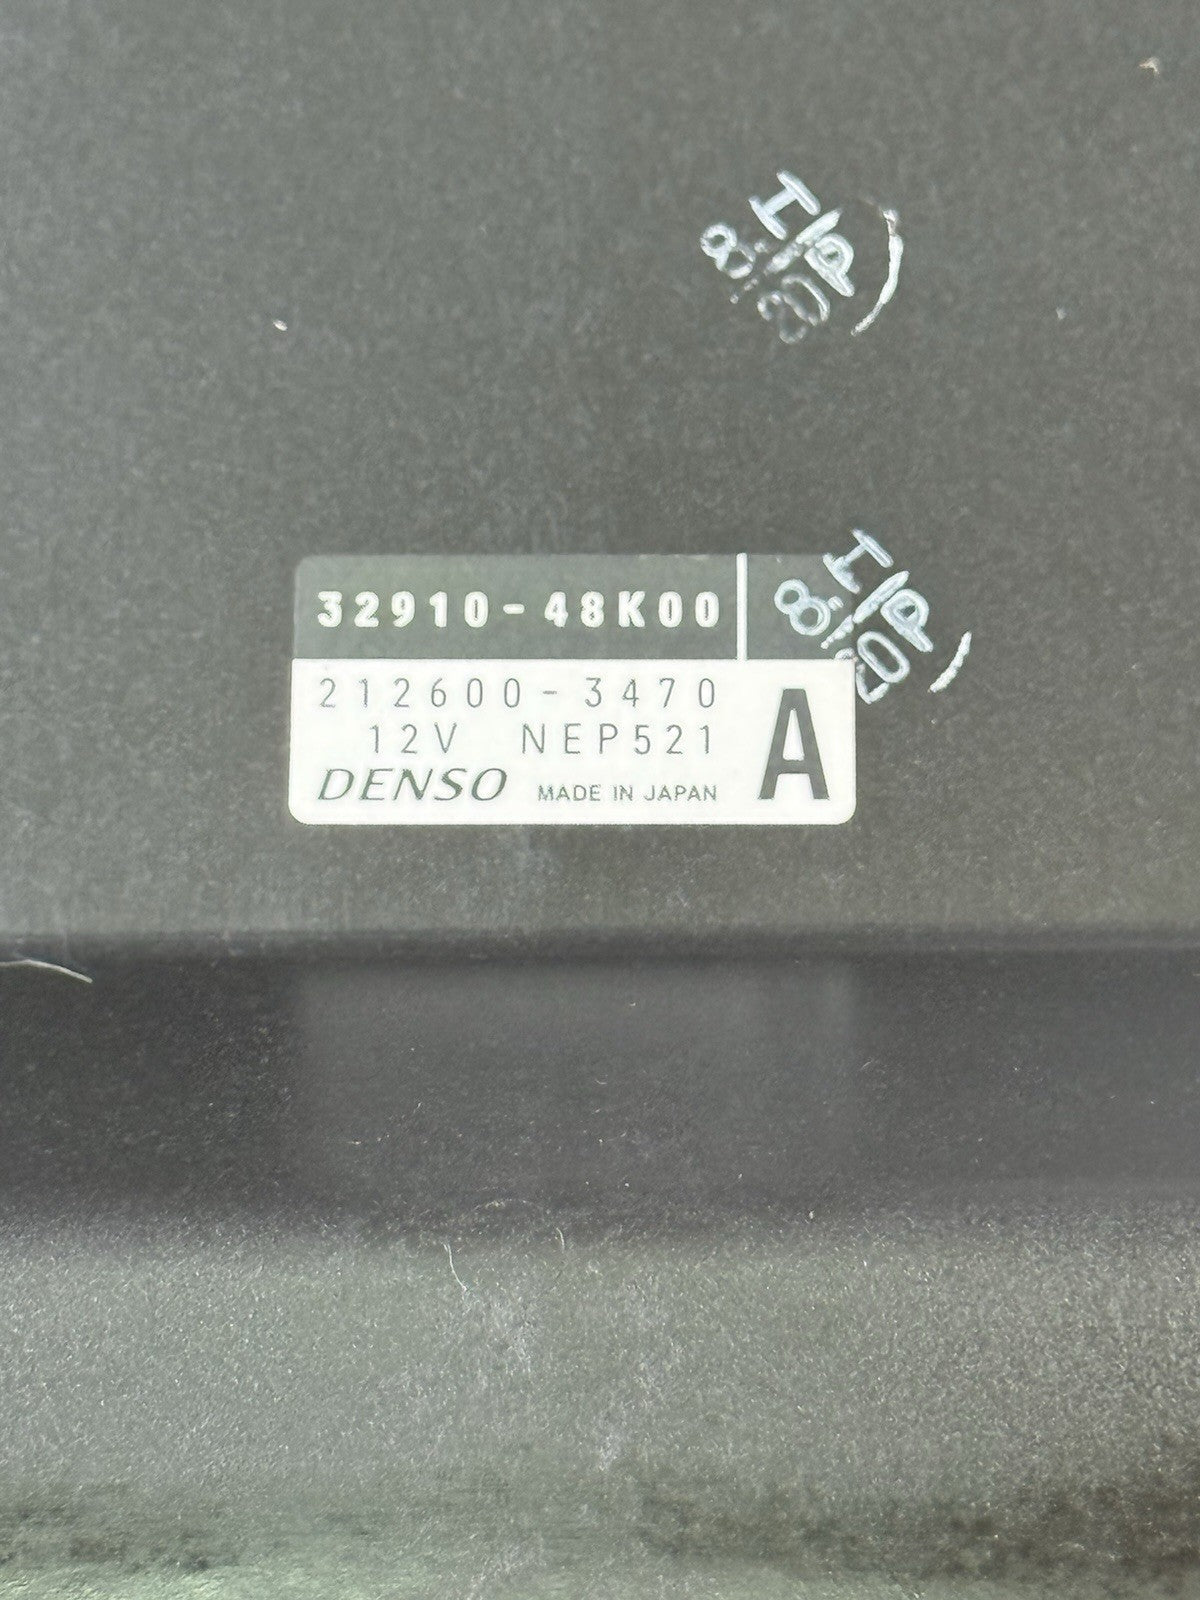 32910-48K00
212600-3470
12V NEP521
DENSO MADE IN JAPAN
A